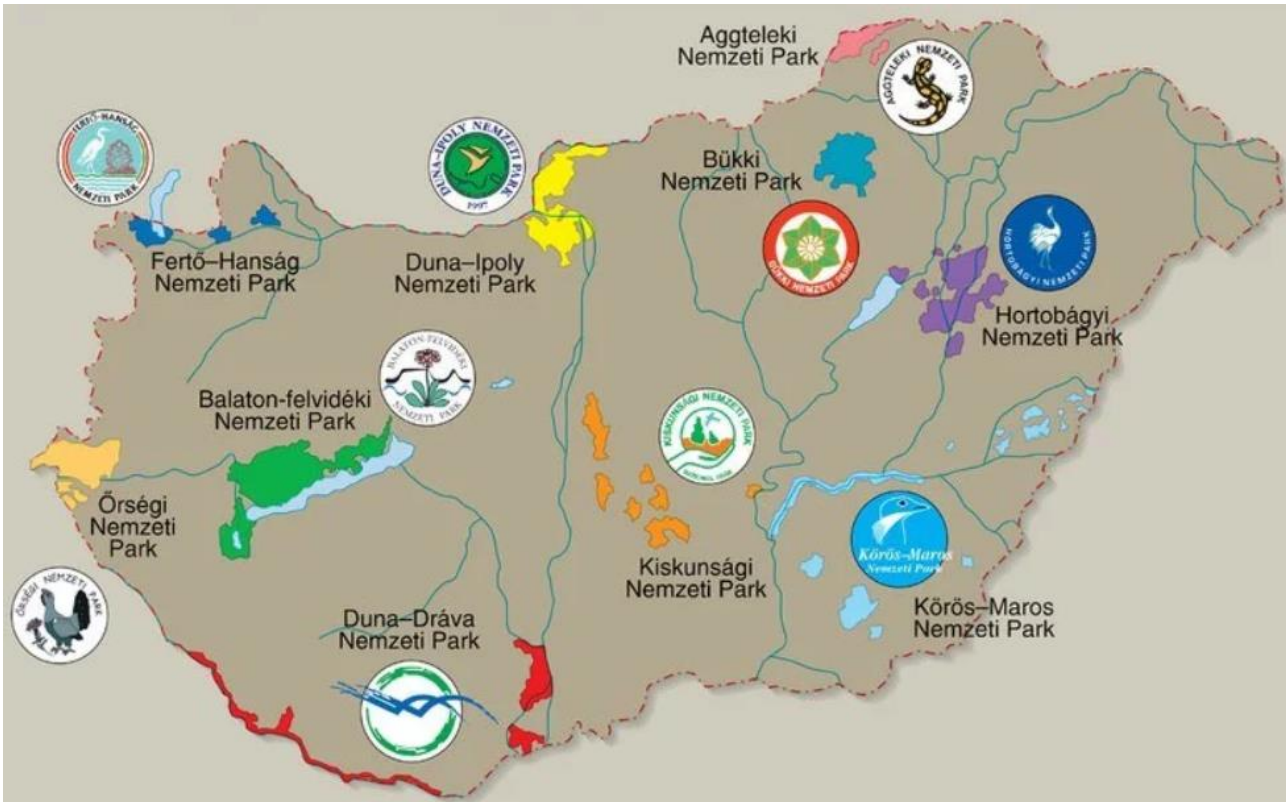 Aggteleki
Nemzeti Park
AGGTELEKI NEMZETI PARK
FERTŐ-HANSÁG
NEMZETI PARK
DUNA–IPOLY NEMZETI PARK
1997
Bükki
Nemzeti Park
BÜKKI NEMZETI PARK
HORTOBÁGYI NEMZETI PARK
Fertő–Hanság
Nemzeti Park
Duna–Ipoly
Nemzeti Park
Hortobágyi
Nemzeti Park
BALATON-FELVIDÉKI
NEMZETI PARK
Balaton-felvidéki
Nemzeti Park
KISKUNSÁGI NEMZETI PARK
Őrségi
Nemzeti
Park
Kiskunsági
Nemzeti Park
Körös–Maros
Nemzeti Park
ŐRSÉGI NEMZETI PARK
Körös–Maros
Nemzeti Park
Duna–Dráva
Nemzeti Park